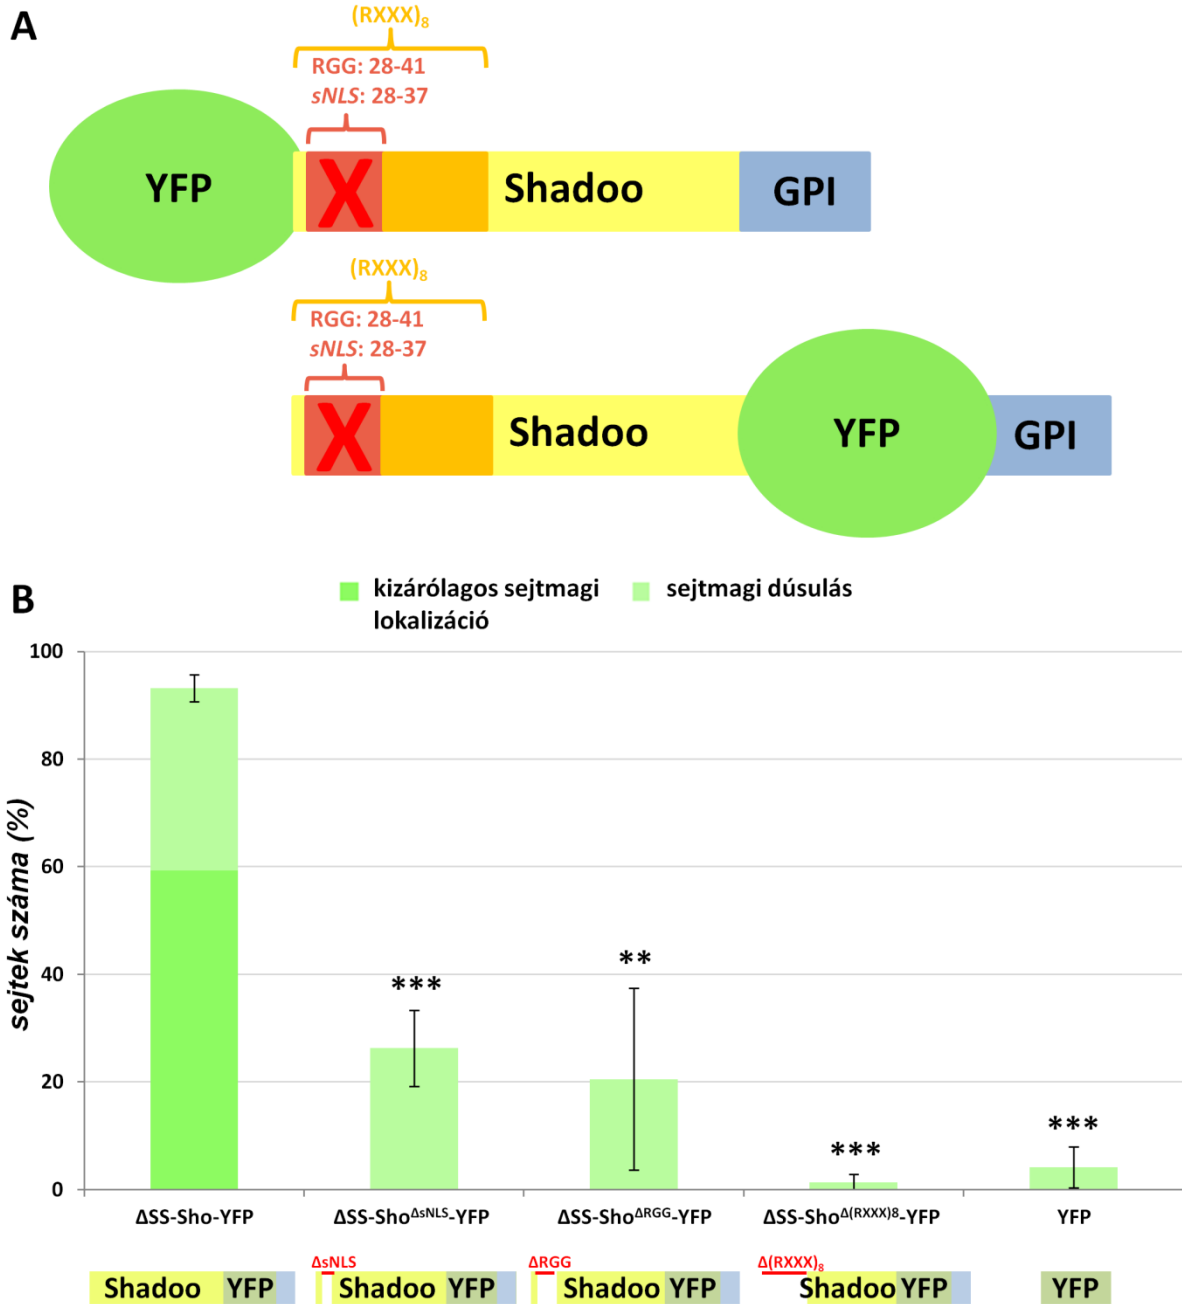 A
(RXXX)8
RGG: 28-41
sNLS: 28-37
YFP
X
Shadoo
GPI
(RXXX)8
RGG: 28-41
sNLS: 28-37
X
Shadoo
YFP
GPI
B
kizárólagos sejtmagi
lokalizáció
sejtmagi dúsulás
sejtek száma (%)
100
80
60
40
20
0
***
**
***
***
ΔSS-Sho-YFP
ΔSS-ShoΔsNLS-YFP
ΔSS-ShoΔRGG-YFP
ΔSS-ShoΔ(RXXX)8-YFP
YFP
ΔsNLS
ΔRGG
Δ(RXXX)8
Shadoo YFP
Shadoo YFP
Shadoo YFP
Shadoo YFP
YFP